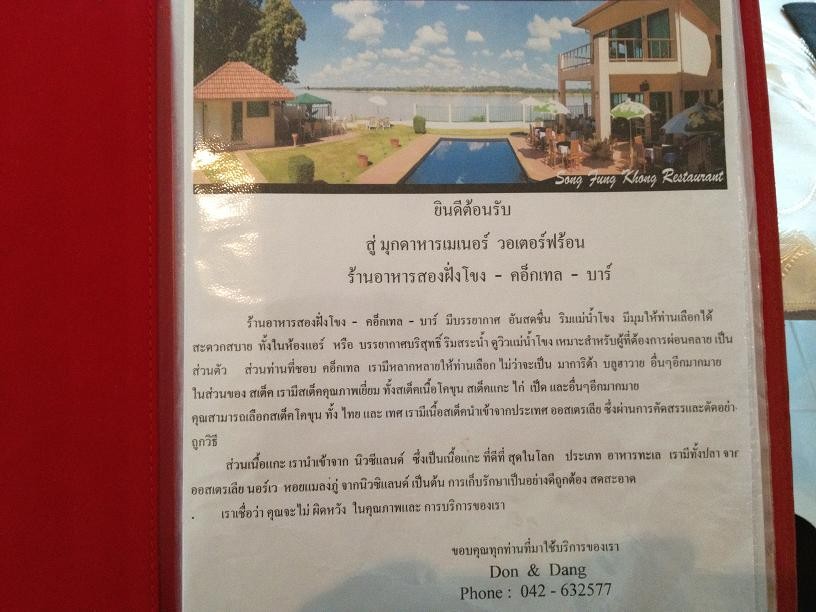 Song Fung Khong Restaurant
ยินดีต้อนรับ
สู่ มุกดาหารเมเนอร์ วอเตอร์ฟร้อน
ร้านอาหารสองฝั่งโขง - คอ็กเทล - บาร์
ร้านอาหารสองฝั่งโขง - คอ็กเทล - บาร์ มีบรรยากาศ อันสดชื่น ริมแม่น้ำโขง มีมุมให้ท่านเลือกได้
สะดวกสบาย ทั้งในห้องแอร์ หรือ บรรยากาศบริสุทธิ์ ริมสระน้ำ ดูวิวแม่น้ำโขง เหมาะสำหรับผู้ที่ต้องการผ่อนคลาย เป็น
ส่วนตัว ส่วนท่านที่ชอบ คอ็กเทล เรามีหลากหลายให้ท่านเลือก ไม่ว่าจะเป็น มาการิต้า บลูฮาวาย อื่นๆอีกมากมาย
ในส่วนของ สเต็ค เรามีสเต็คคุณภาพเยี่ยม ทั้งสเต็คเนื้อโคขุน สเต็คแกะ ไก่ เป็ด และอื่นๆอีกมากมาย
คุณสามารถเลือกสเต็คโคขุน ทั้ง ไทย และ เทศ เรามีเนื้อสเต็คนำเข้าจากประเทศ ออสเตรเลีย ซึ่งผ่านการคัดสรรและตัดอย่า
ถูกวิธี
ส่วนเนื้อแกะ เรานำเข้าจาก นิวซีแลนด์ ซึ่งเป็นเนื้อแกะ ที่ดีที่ สุดในโลก ประเภท อาหารทะเล เรามีทั้งปลา จาก
ออสเตรเลีย นอร์เว หอยแมลงภู่ จากนิวซิแลนด์ เป็นต้น การเก็บรักษาเป็นอย่างดีถูกต้อง สดสะอาด
. เราเชื่อว่า คุณจะไม่ ผิดหวัง ในคุณภาพและ การบริการของเรา
ขอบคุณทุกท่านที่มาใช้บริการของเรา
Don & Dang
Phone : 042 - 632577